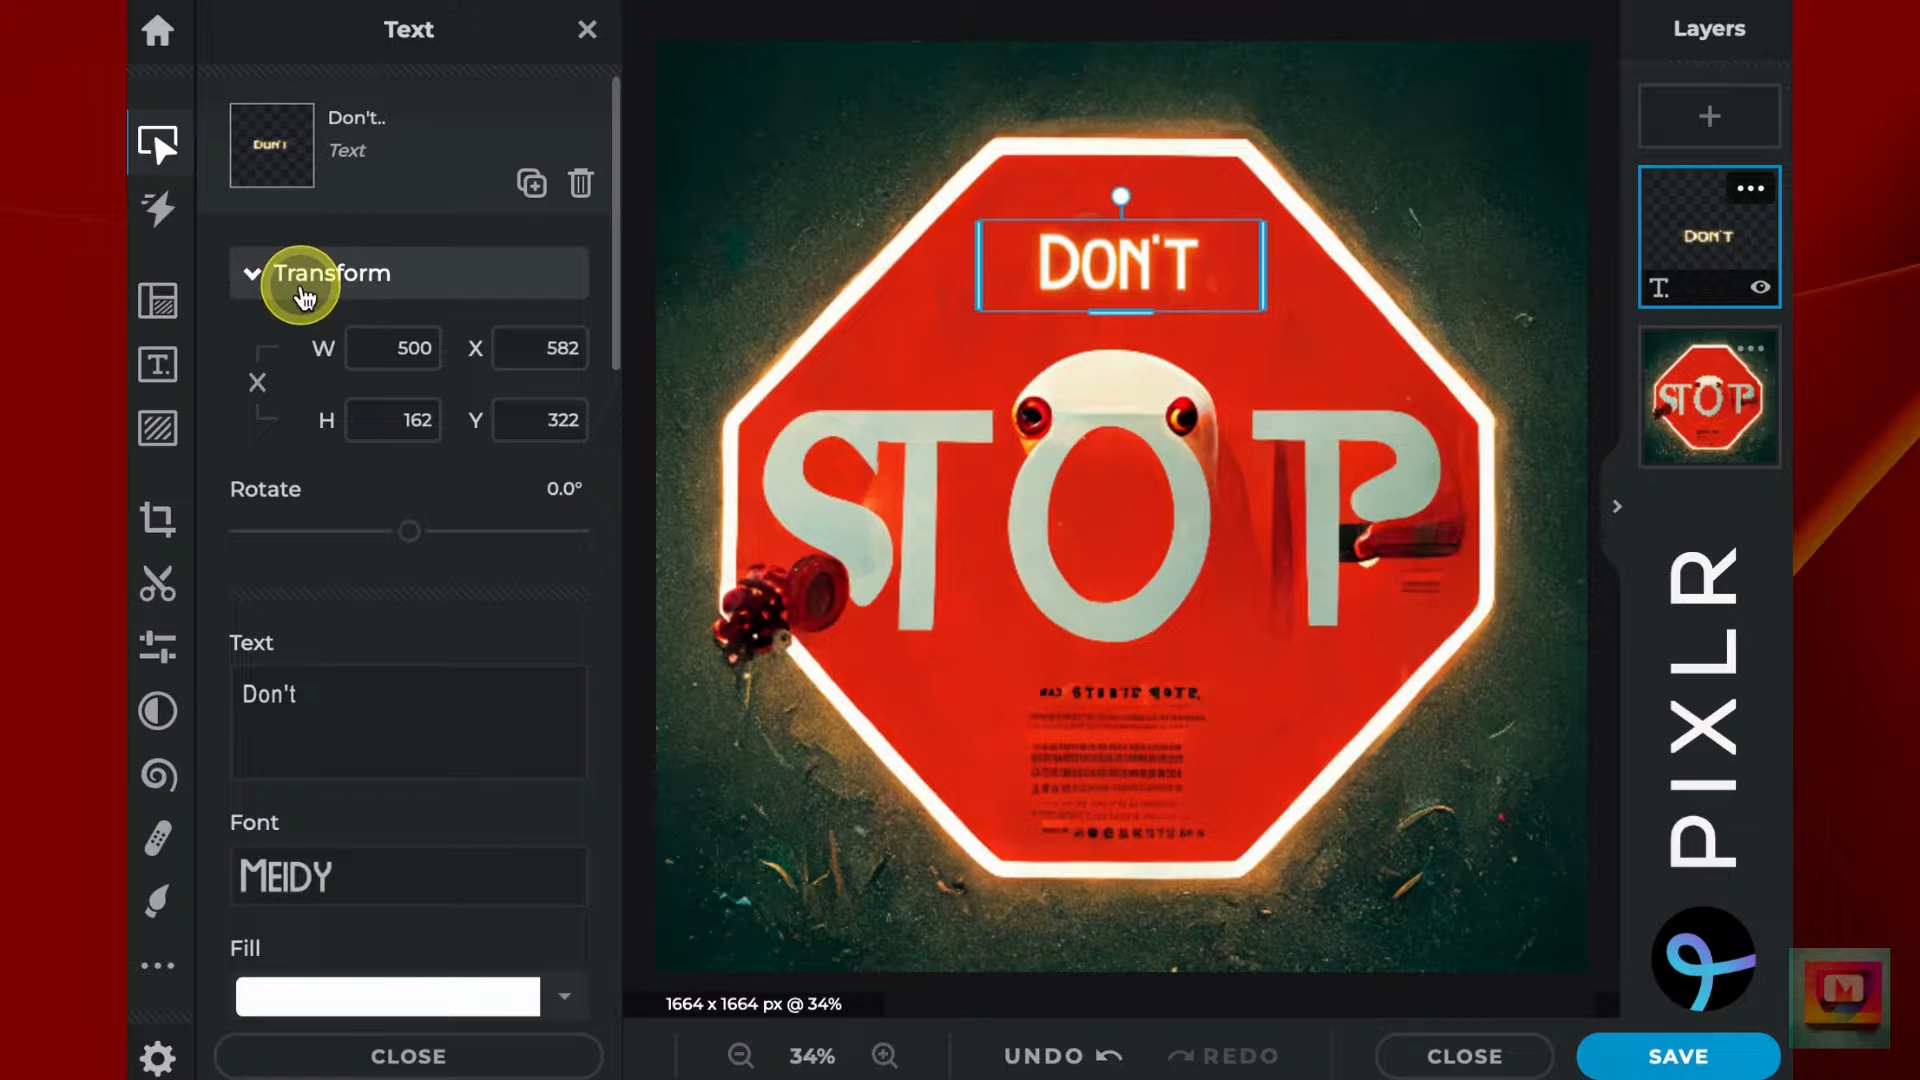 Text
Don't..
Text
Transform
W 500 X 582
H 162 Y 322
Rotate 0.0°
Text
Don't
Font
MEIDY
Fill
CLOSE
DON'T
STOP
1664 x 1664 px @ 34%
34%
UNDO
REDO
CLOSE
SAVE
Layers
DON'T
T.
STOP
PIXLR
M